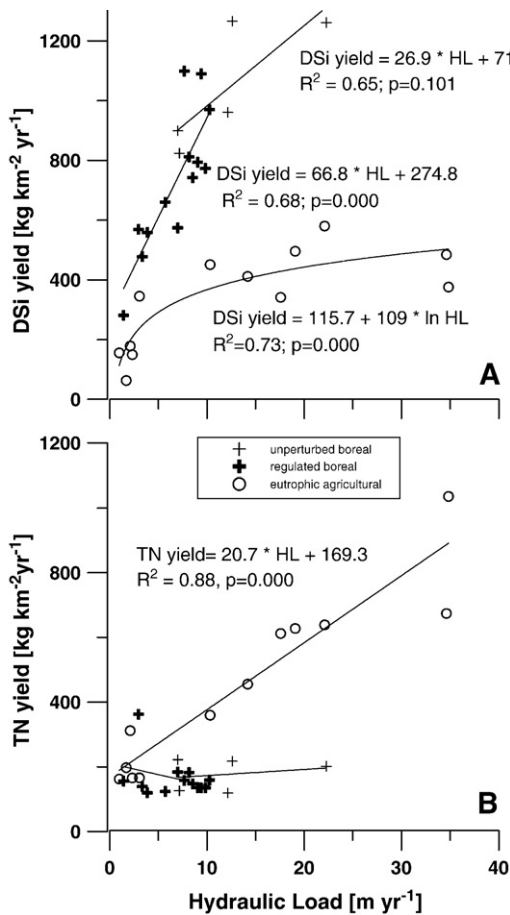 1200
800
400
0
DSi yield [kg km-2 yr-1]
DSi yield = 26.9 * HL + 71
R2 = 0.65; p=0.101
DSi yield = 66.8 * HL + 274.8
R2 = 0.68; p=0.000
DSi yield = 115.7 + 109 * ln HL
R2=0.73; p=0.000
A
1200
800
400
0
TN yield [kg km-2yr-1]
unperturbed boreal
regulated boreal
eutrophic agricultural
TN yield= 20.7 * HL + 169.3
R2 = 0.88, p=0.000
B
0 10 20 30 40
Hydraulic Load [m yr-1]